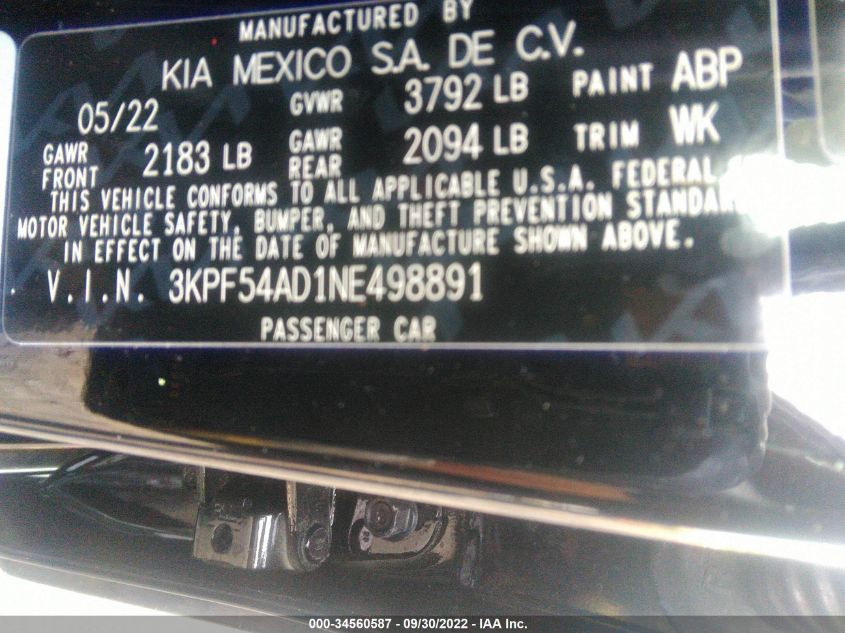 MANUFACTURED BY
KIA MEXICO S.A. DE C.V.
05/22 GVWR 3792 LB PAINT ABP
GAWR FRONT 2183 LB GAWR REAR 2094 LB TRIM WK
THIS VEHICLE CONFORMS TO ALL APPLICABLE U.S.A. FEDERAL
MOTOR VEHICLE SAFETY, BUMPER, AND THEFT PREVENTION
IN EFFECT ON THE DATE OF MANUFACTURE SHOWN ABOVE.
V.I.N. 3KPF54AD1NE498891
PASSENGER CAR
000-34560587 - 09/30/2022 - IAA Inc.